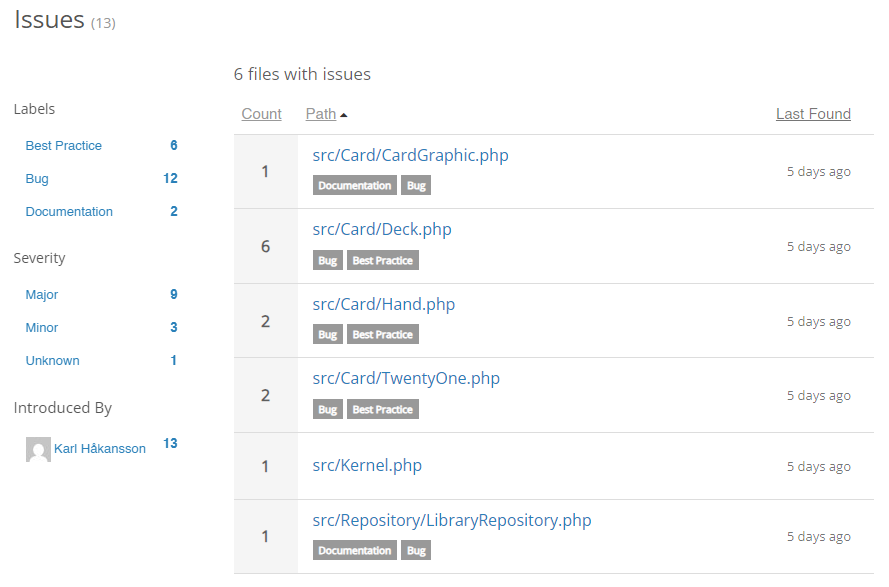 Issues (13)
Labels
Best Practice 6
Bug 12
Documentation 2
Severity
Major 9
Minor 3
Unknown 1
Introduced By
Karl Håkansson 13
6 files with issues
Count Path Last Found
src/Card/CardGraphic.php
1 5 days ago
Documentation Bug
src/Card/Deck.php
6 5 days ago
Bug Best Practice
src/Card/Hand.php
2 5 days ago
Bug Best Practice
src/Card/TwentyOne.php
2 5 days ago
Bug Best Practice
1 src/Kernel.php 5 days ago
src/Repository/LibraryRepository.php
1 5 days ago
Documentation Bug